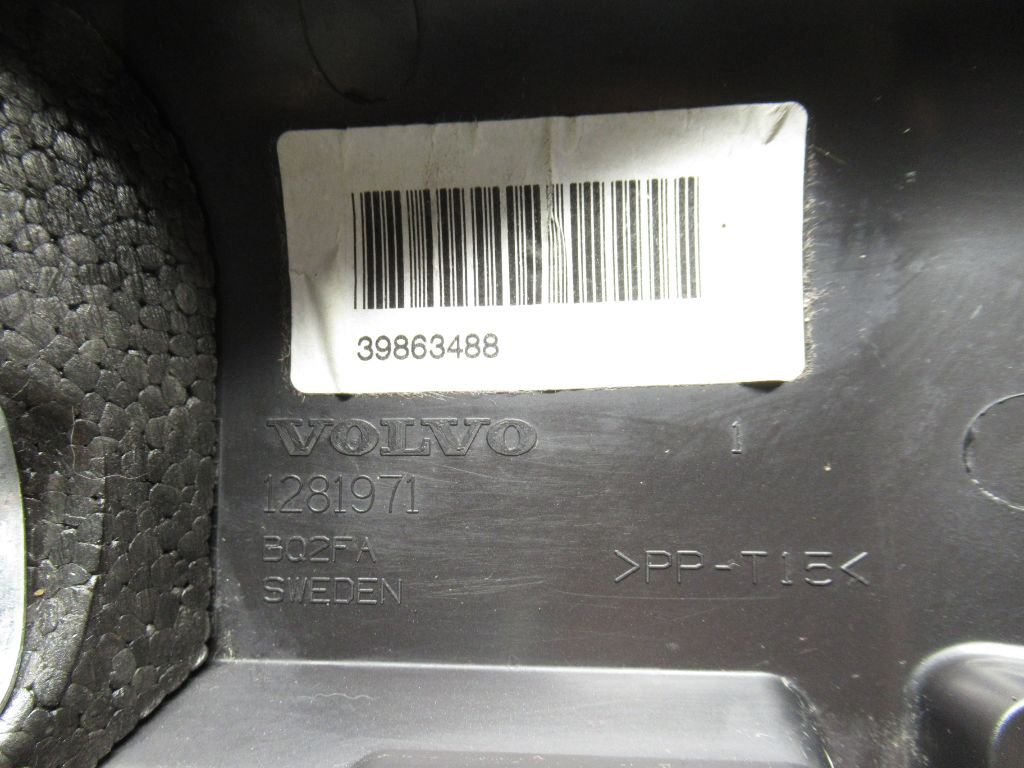 39863488
VOLVO 1
1281971
BQ2FA
SWEDEN
>PP-T15<